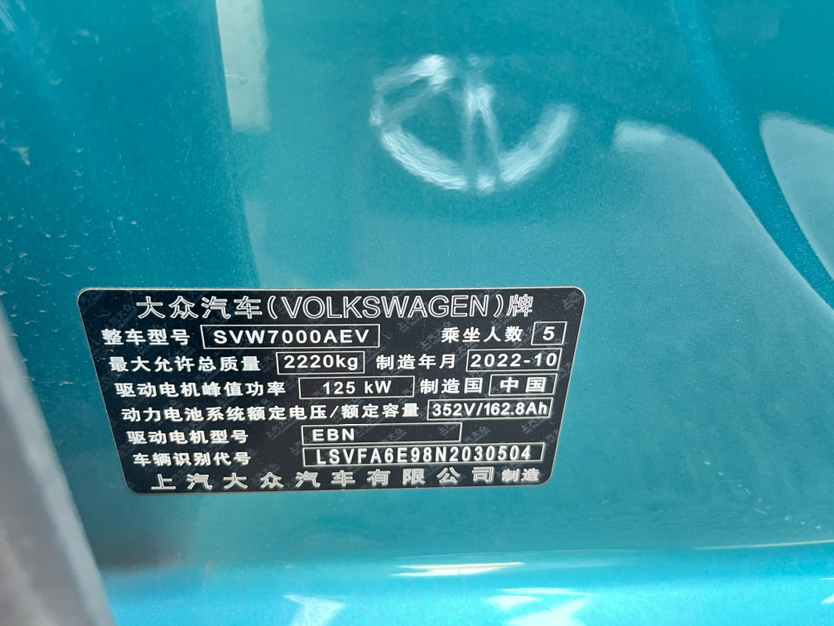 大众汽车(VOLKSWAGEN)牌
整车型号 SVW7000AEV 乘坐人数 5
最大允许总质量 2220kg 制造年月 2022-10
驱动电机峰值功率 125 kW 制造国 中国
动力电池系统额定电压/额定容量 352V/162.8Ah
驱动电机型号 EBN
车辆识别代号 LSVFA6E98N2030504
上汽大众汽车有限公司 制造